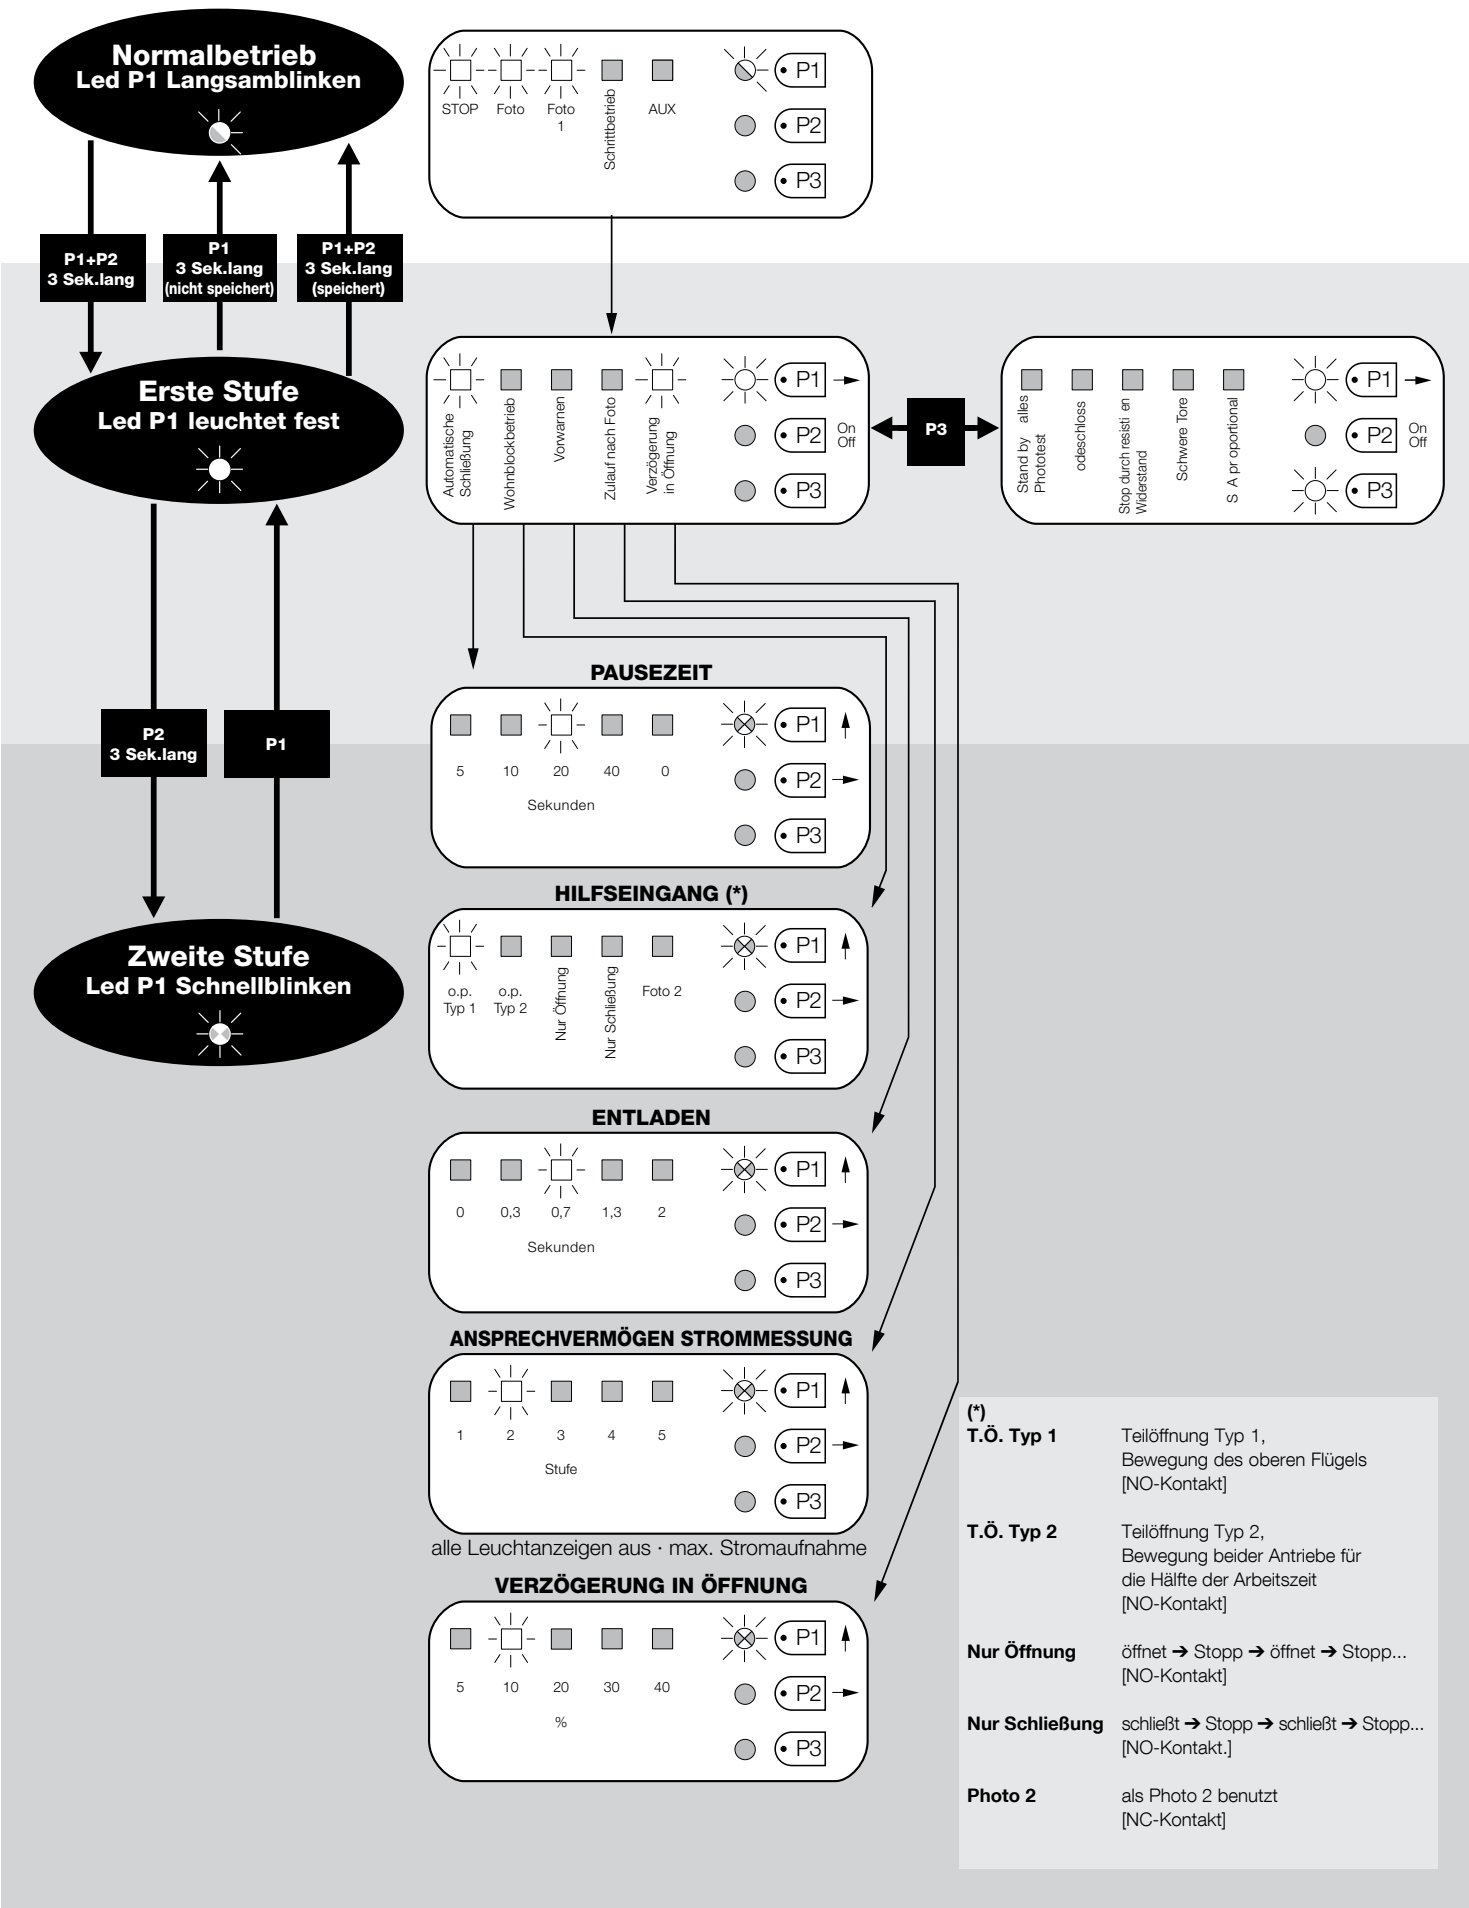 Normalbetrieb
Led P1 Langsamblinken
STOP
Foto
Foto
1
Schrittbetrieb
AUX
P1
P2
P3
P1+P2
3 Sek.lang
P1
3 Sek.lang
(nicht speichert)
P1+P2
3 Sek.lang
(speichert)
Erste Stufe
Led P1 leuchtet fest
Automatische
Schließung
Wohnblockbetrieb
Vorwarnen
Zulauf nach Foto
Verzögerung
in Öffnung
P1
P2
On
Off
P3
P3
Stand by alles
Phototest
odeschloss
Stop durch resisti en
Widerstand
Schwere Tore
S A pr oportional
P1
P2
On
Off
P3
P2
3 Sek.lang
P1
PAUSEZEIT
5
10
20
40
0
Sekunden
P1
P2
P3
Zweite Stufe
Led P1 Schnellblinken
HILFSEINGANG (*)
o.p.
Typ 1
o.p.
Typ 2
Nur Öffnung
Nur Schließung
Foto 2
P1
P2
P3
ENTLADEN
0
0,3
0,7
1,3
2
Sekunden
P1
P2
P3
ANSPRECHVERMÖGEN STROMMESSUNG
1
2
3
4
5
Stufe
P1
P2
P3
alle Leuchtanzeigen aus · max. Stromaufnahme
VERZÖGERUNG IN ÖFFNUNG
5
10
20
30
40
%
P1
P2
P3
(*)
T.Ö. Typ 1 Teilöffnung Typ 1,
Bewegung des oberen Flügels
[NO-Kontakt]
T.Ö. Typ 2 Teilöffnung Typ 2,
Bewegung beider Antriebe für
die Hälfte der Arbeitszeit
[NO-Kontakt]
Nur Öffnung öffnet ➔ Stopp ➔ öffnet ➔ Stopp...
[NO-Kontakt]
Nur Schließung schließt ➔ Stopp ➔ schließt ➔ Stopp...
[NO-Kontakt.]
Photo 2 als Photo 2 benutzt
[NC-Kontakt]